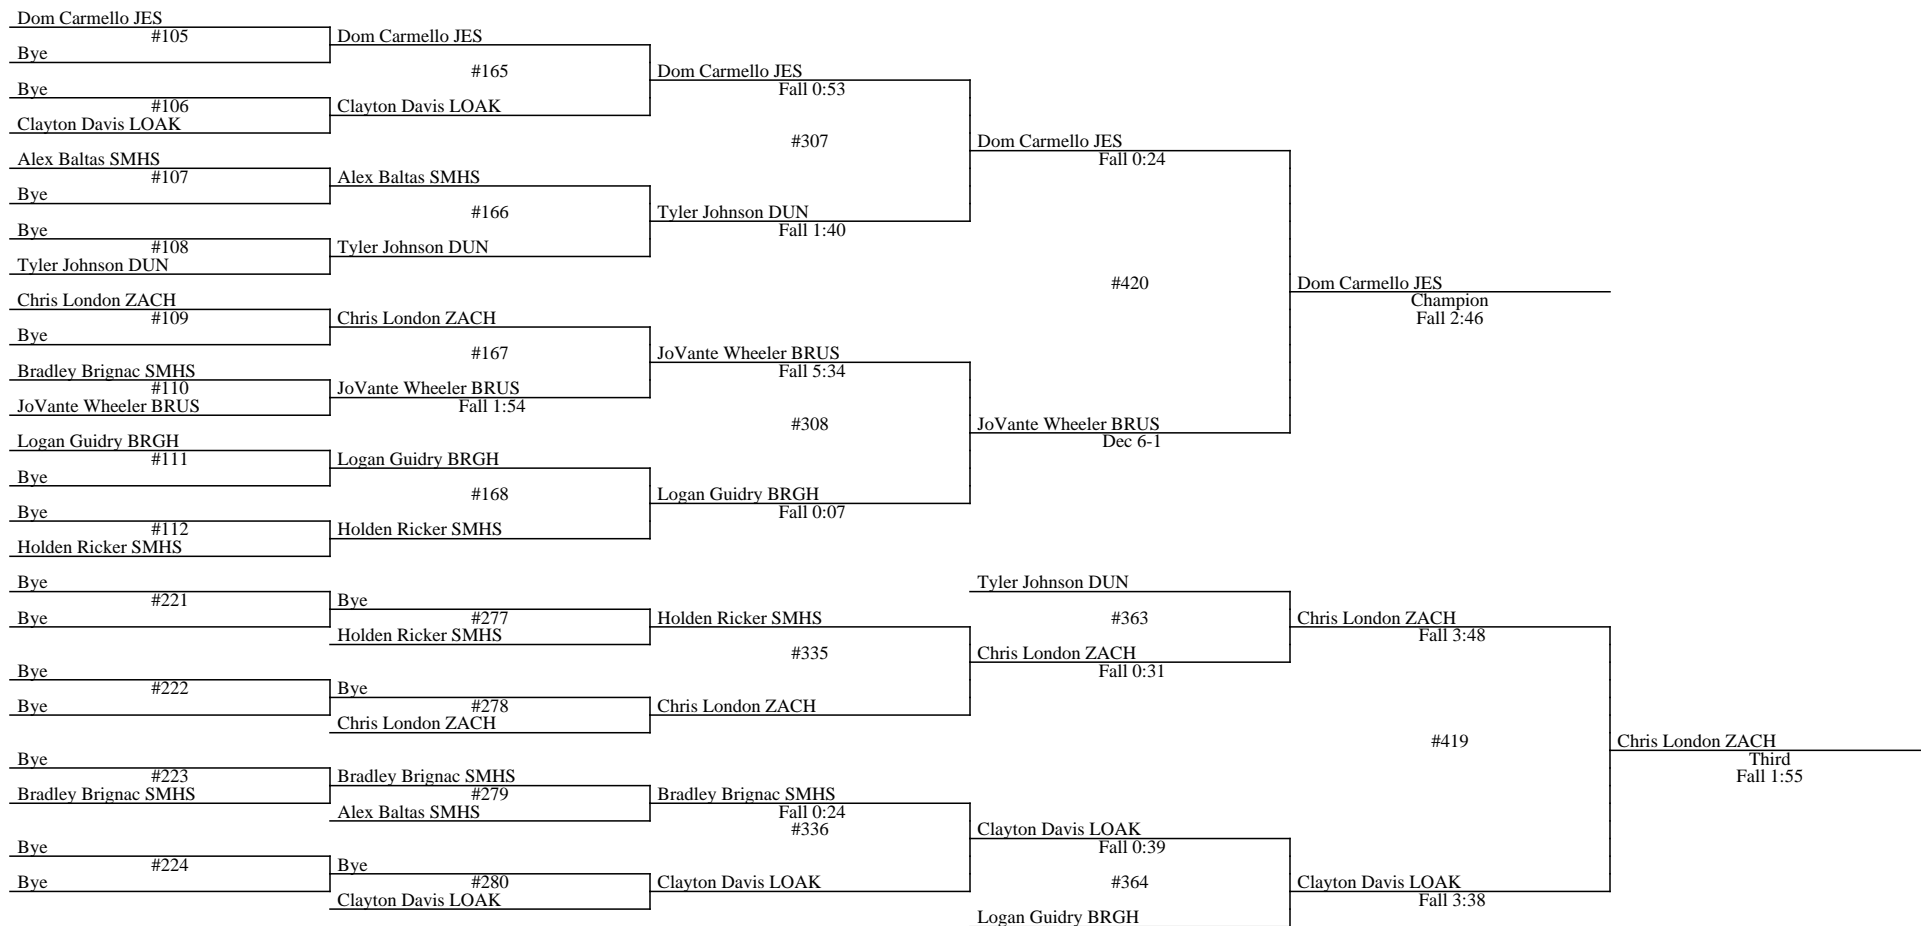 Dom Carmello JES
#105
Bye
Dom Carmello JES
#165
Bye
#106
Clayton Davis LOAK
Clayton Davis LOAK
Dom Carmello JES
Fall 0:53
#307
Alex Baltas SMHS
#107
Bye
Alex Baltas SMHS
#166
Bye
#108
Tyler Johnson DUN
Tyler Johnson DUN
Tyler Johnson DUN
Fall 1:40
Dom Carmello JES
Fall 0:24
#420
Chris London ZACH
#109
Bye
Chris London ZACH
#167
Bradley Brignac SMHS
#110
JoVante Wheeler BRUS
JoVante Wheeler BRUS
Fall 1:54
JoVante Wheeler BRUS
Fall 5:34
#308
Logan Guidry BRGH
#111
Bye
Logan Guidry BRGH
#168
Bye
#112
Holden Ricker SMHS
Holden Ricker SMHS
Logan Guidry BRGH
Fall 0:07
JoVante Wheeler BRUS
Dec 6-1
Dom Carmello JES
Champion
Fall 2:46
Bye
#221
Bye
Bye
#277
Holden Ricker SMHS
Holden Ricker SMHS
#335
Bye
#222
Bye
Bye
#278
Chris London ZACH
Chris London ZACH
Tyler Johnson DUN
#363
Chris London ZACH
Fall 0:31
Chris London ZACH
Fall 3:48
#419
Bye
#223
Bradley Brignac SMHS
Bradley Brignac SMHS
#279
Alex Baltas SMHS
Bradley Brignac SMHS
Fall 0:24
#336
Bye
#224
Bye
Bye
#280
Clayton Davis LOAK
Clayton Davis LOAK
Clayton Davis LOAK
Fall 0:39
#364
Logan Guidry BRGH
Clayton Davis LOAK
Fall 3:38
Chris London ZACH
Third
Fall 1:55